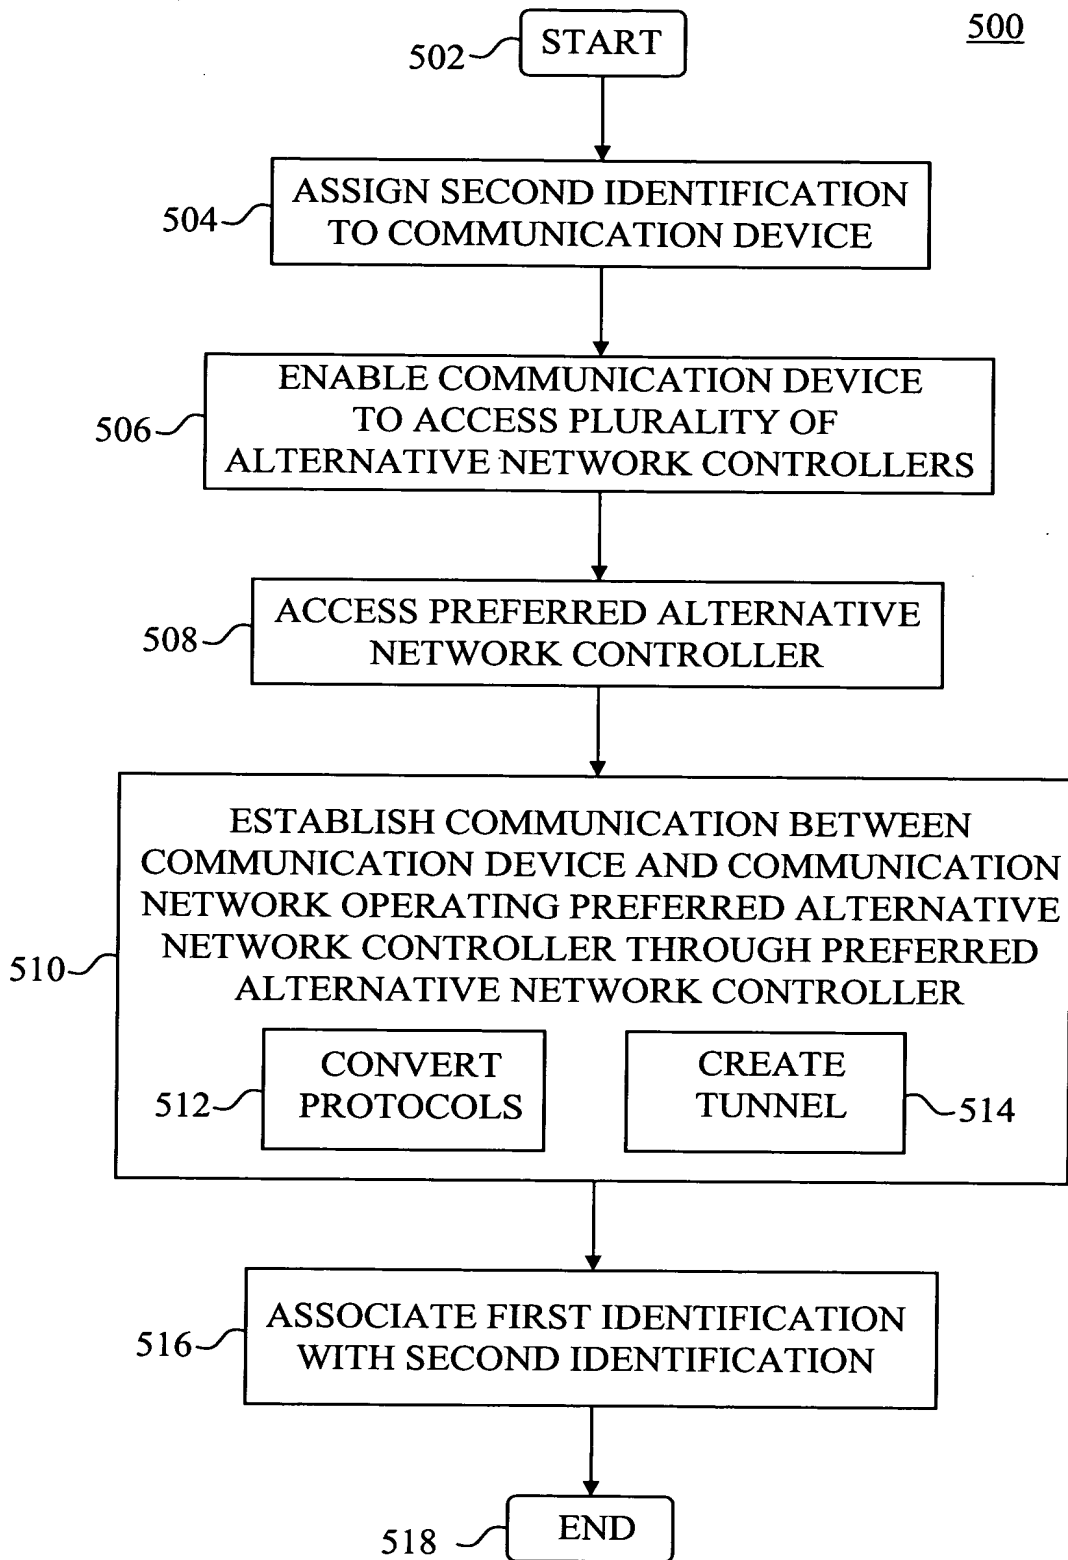 500
502
START
504
ASSIGN SECOND IDENTIFICATION
TO COMMUNICATION DEVICE
506
ENABLE COMMUNICATION DEVICE
TO ACCESS PLURALITY OF
ALTERNATIVE NETWORK CONTROLLERS
508
ACCESS PREFERRED ALTERNATIVE
NETWORK CONTROLLER
510
ESTABLISH COMMUNICATION BETWEEN
COMMUNICATION DEVICE AND COMMUNICATION
NETWORK OPERATING PREFERRED ALTERNATIVE
NETWORK CONTROLLER THROUGH PREFERRED
ALTERNATIVE NETWORK CONTROLLER
512
CONVERT
PROTOCOLS
CREATE
TUNNEL
514
516
ASSOCIATE FIRST IDENTIFICATION
WITH SECOND IDENTIFICATION
518
END